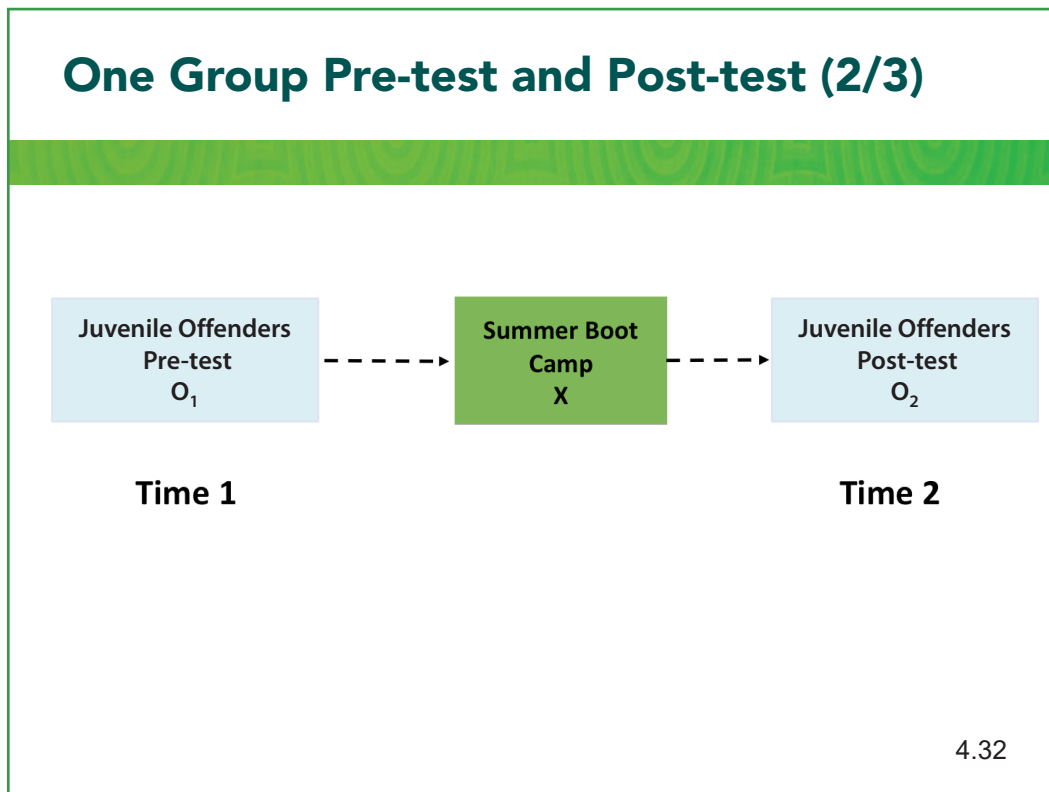 One Group Pre-test and Post-test (2/3)
Juvenile Offenders
Pre-test
O₁
Summer Boot
Camp
X
Juvenile Offenders
Post-test
O₂
Time 1
Time 2
4.32